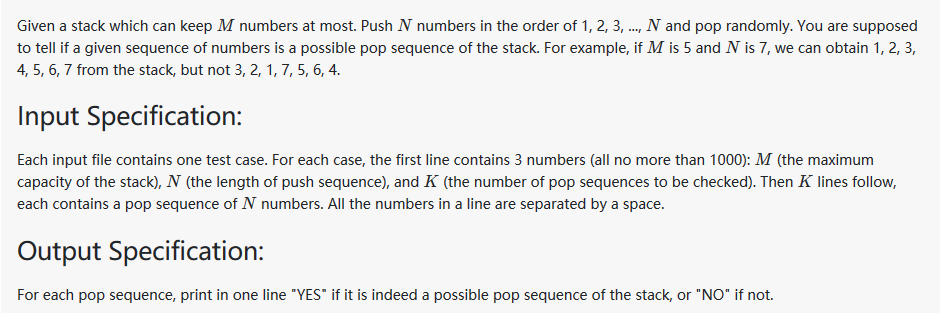 Given a stack which can keep M numbers at most. Push N numbers in the order of 1, 2, 3, ..., N and pop randomly. You are supposed
to tell if a given sequence of numbers is a possible pop sequence of the stack. For example, if M is 5 and N is 7, we can obtain 1, 2, 3,
4, 5, 6, 7 from the stack, but not 3, 2, 1, 7, 5, 6, 4.
Input Specification:
Each input file contains one test case. For each case, the first line contains 3 numbers (all no more than 1000): M (the maximum
capacity of the stack), N (the length of push sequence), and K (the number of pop sequences to be checked). Then K lines follow,
each contains a pop sequence of N numbers. All the numbers in a line are separated by a space.
Output Specification:
For each pop sequence, print in one line "YES" if it is indeed a possible pop sequence of the stack, or "NO" if not.